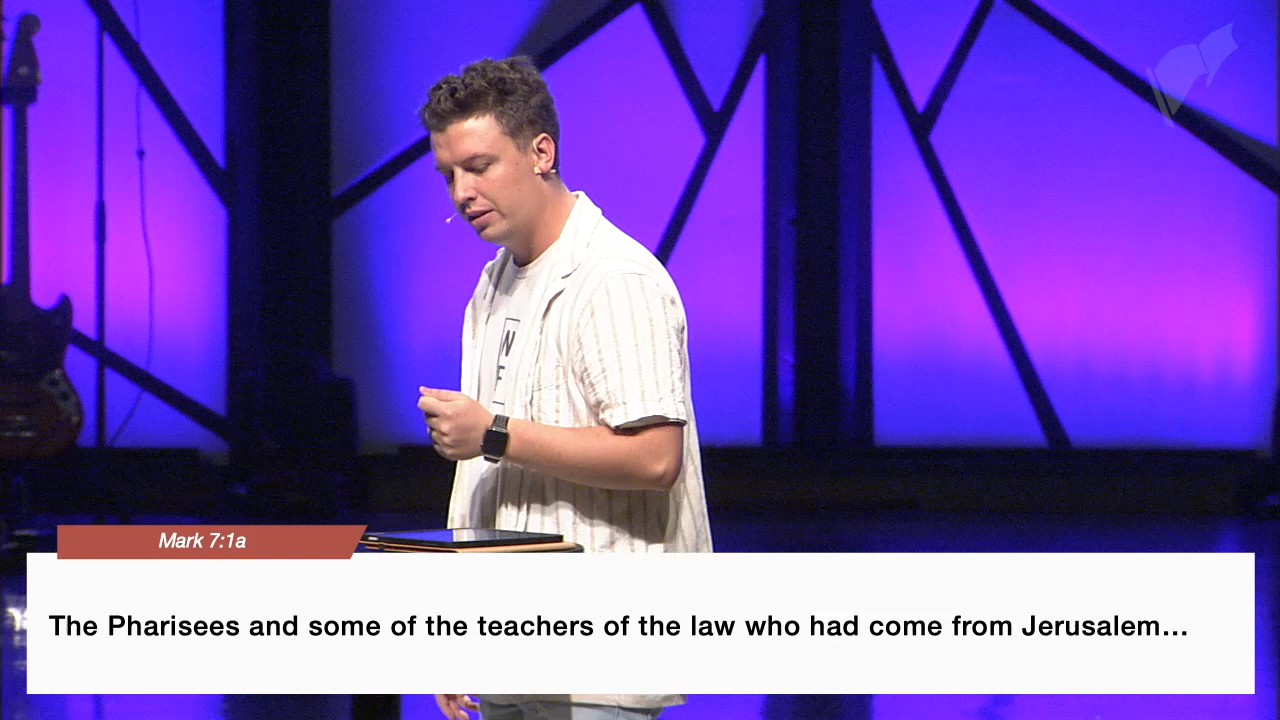 N
F
Mark 7:1a
The Pharisees and some of the teachers of the law who had come from Jerusalem...